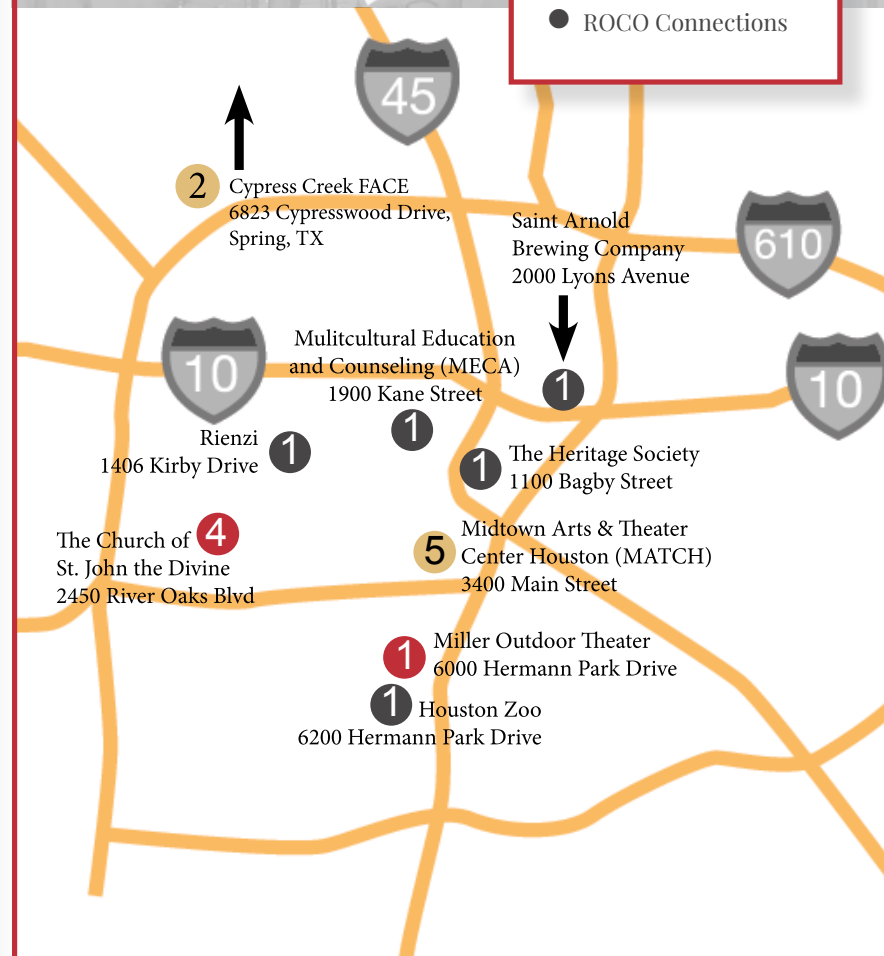 ROCO Connections
45
2
Cypress Creek FACE
6823 Cypresswood Drive,
Spring, TX
Saint Arnold
Brewing Company
2000 Lyons Avenue
610
10
Mulitcultural Education
and Counseling (MECA)
1900 Kane Street
1
10
1
Rienzi
1406 Kirby Drive
1
1
The Heritage Society
1100 Bagby Street
The Church of
St. John the Divine
2450 River Oaks Blvd
4
5
Midtown Arts & Theater
Center Houston (MATCH)
3400 Main Street
1
Miller Outdoor Theater
6000 Hermann Park Drive
1
Houston Zoo
6200 Hermann Park Drive